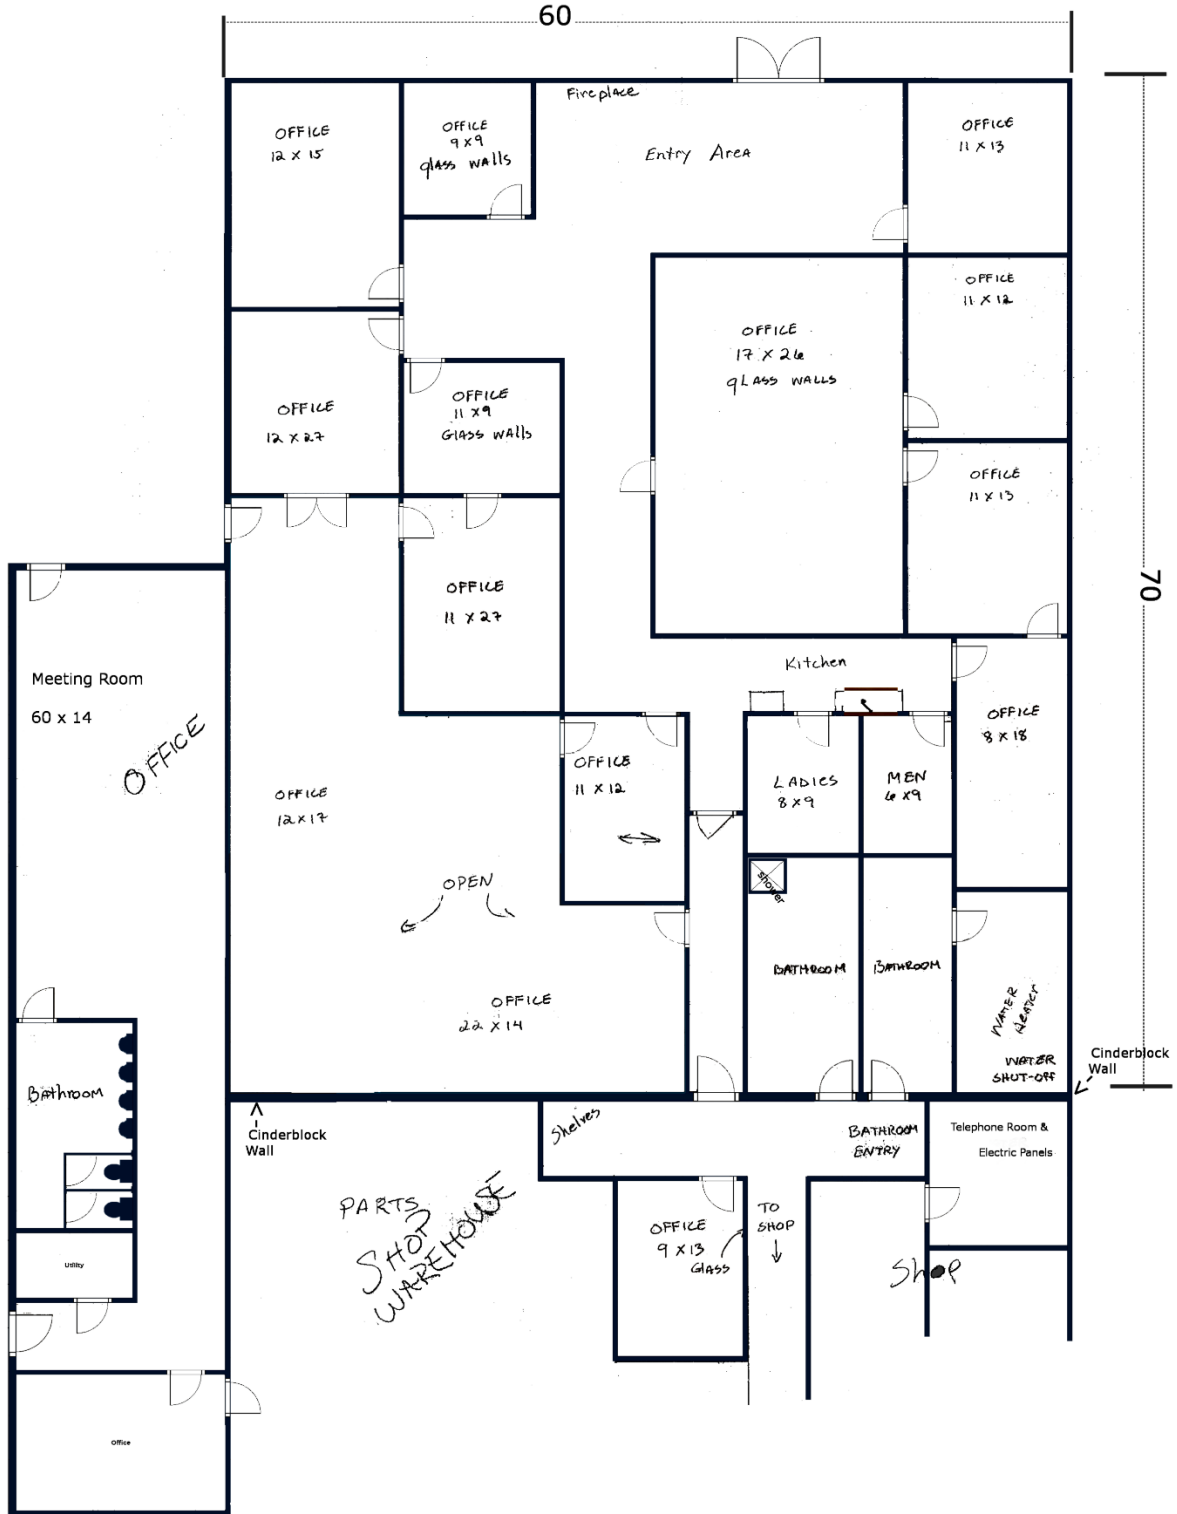 60
Fireplace
OFFICE
12 X 15
OFFICE
9 X 9
glass walls
Entry Area
OFFICE
11 X 13
OFFICE
11 X 12
OFFICE
17 X 26
gLASS WALLS
OFFICE
12 X 27
OFFICE
11 X 9
GLASS WAlls
OFFICE
11 X 13
70
OFFICE
11 X 27
Kitchen
Meeting Room
60 x 14
OFFICE
OFFICE
8 X 18
OFFICE
11 X 12
LADIES
8 X 9
MEN
6 X 9
OFFICE
12 X 17
OPEN
shower
BATHROOM
BATHROOM
OFFICE
22 X 14
WATER
HEATER
WATER
SHUT-OFF
Cinderblock
Wall
Bathroom
Cinderblock
Wall
Shelves
BATHROOM
ENTRY
Telephone Room &
Electric Panels
PARTS
SHOP
WAREHOUSE
OFFICE
9 X 13
GLASS
TO
SHOP
Shop
Utility
Office